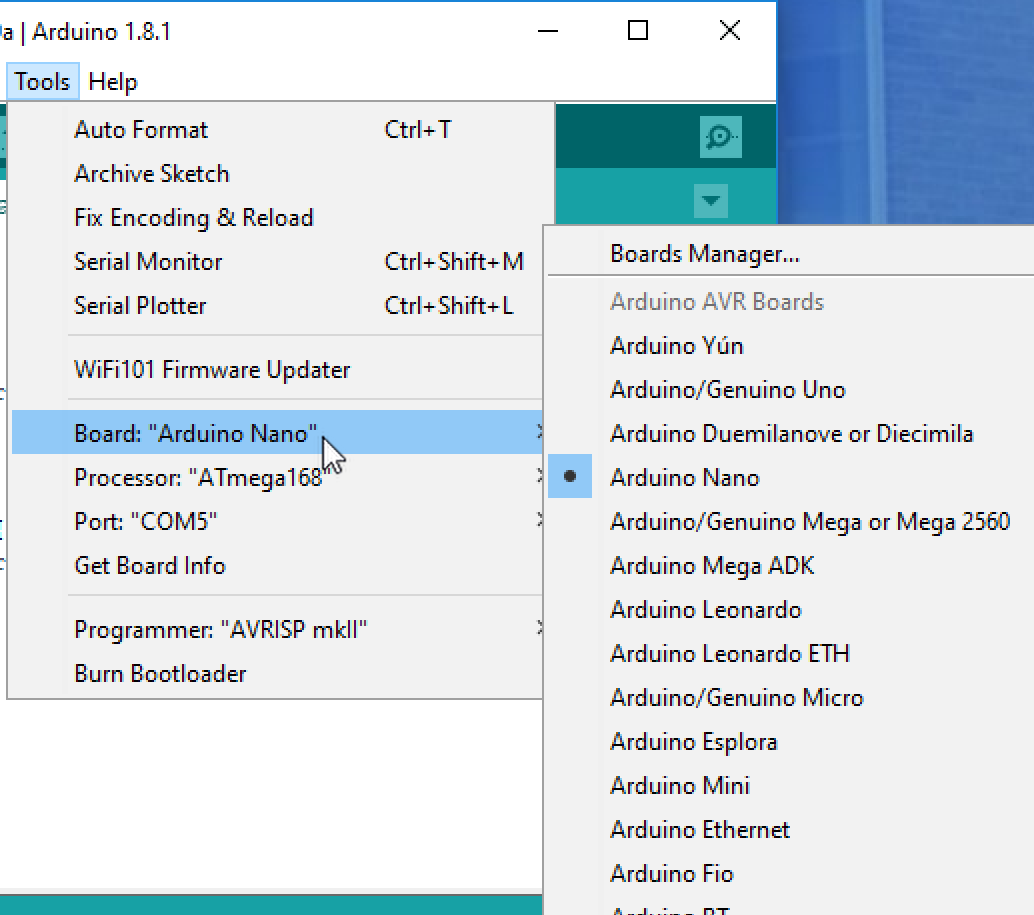 a | Arduino 1.8.1
Tools Help
Auto Format Ctrl+T
Archive Sketch
Fix Encoding & Reload
Serial Monitor Ctrl+Shift+M
Serial Plotter Ctrl+Shift+L
WiFi101 Firmware Updater
Board: "Arduino Nano"
Processor: "ATmega168"
Port: "COM5"
Get Board Info
Programmer: "AVRISP mkII"
Burn Bootloader
Boards Manager...
Arduino AVR Boards
Arduino Yún
Arduino/Genuino Uno
Arduino Duemilanove or Diecimila
Arduino Nano
Arduino/Genuino Mega or Mega 2560
Arduino Mega ADK
Arduino Leonardo
Arduino Leonardo ETH
Arduino/Genuino Micro
Arduino Esplora
Arduino Mini
Arduino Ethernet
Arduino Fio
Arduino BT